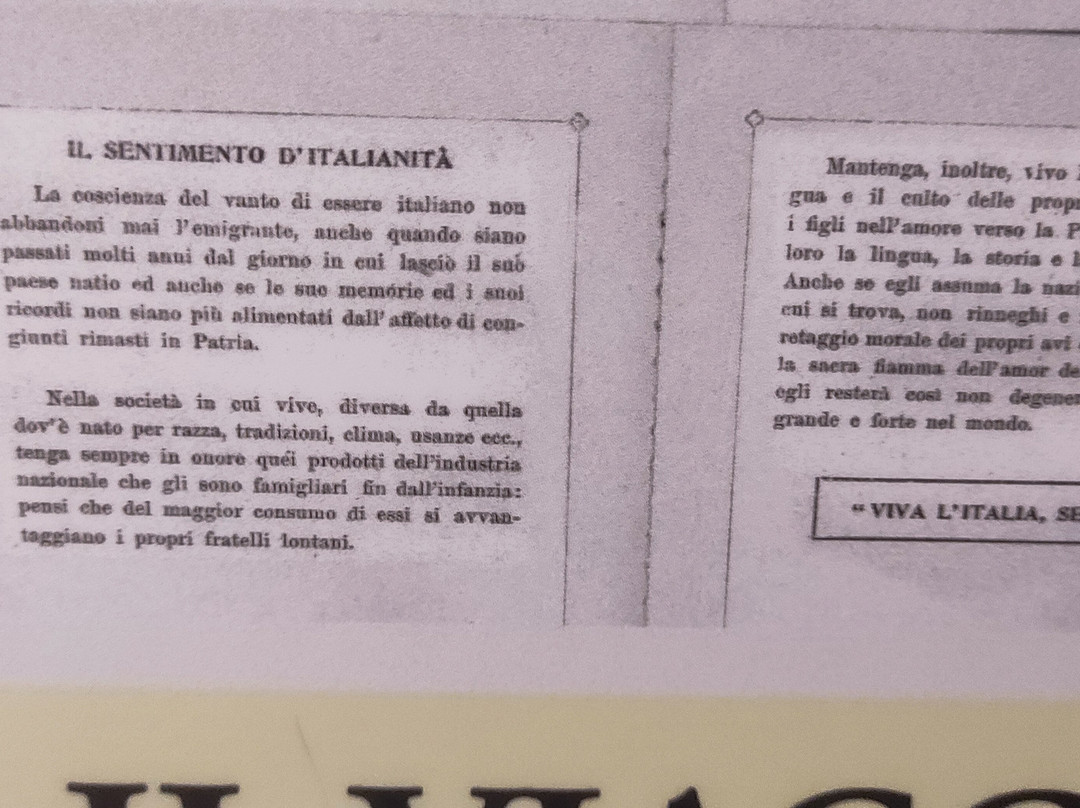 IL SENTIMENTO D'ITALIANITÀ
La coscienza del vanto di essere italiano non
abbandoni mai l'emigrante, anche quando siano
passati molti anni dal giorno in cui lasciò il suo
paese natio ed anche se le sue memorie ed i suoi
ricordi non siano più alimentati dall'affetto di con-
giunti rimasti in Patria.
Nella società in cui vive, diversa da quella
dov'è nato per razza, tradizioni, clima, usanze ecc.,
tenga sempre in onore quei prodotti dell'industria
nazionale che gli sono famigliari fin dall'infanzia:
pensi che del maggior consumo di essi si avvan-
taggiano i propri fratelli lontani.
Mantenga, inoltre, vivo
gua e il culto delle propr
i figli nell'amore verso la P
loro la lingua, la storia e l
Anche se egli assuma la nazi
cui si trova, non rinneghi e
retaggio morale dei propri avi
la sacra fiamma dell'amor de
egli resterà così non degener
grande e forte nel mondo.
" VIVA L'ITALIA, SE